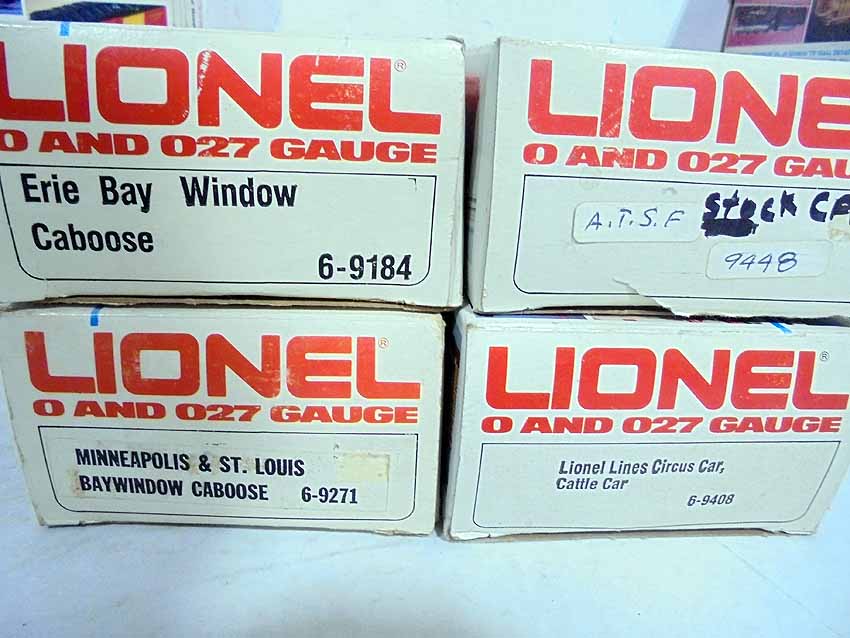 LIONEL®
O AND O27 GAUGE
Erie Bay Window
Caboose
6-9184
LIONE
O AND O27 GAU
A.T.S.F Stock CA
9448
LIONEL®
O AND O27 GAUGE
MINNEAPOLIS & ST. LOUIS
BAYWINDOW CABOOSE 6-9271
LIONEL®
O AND O27 GAUGE
Lionel Lines Circus Car,
Cattle Car
6-9408